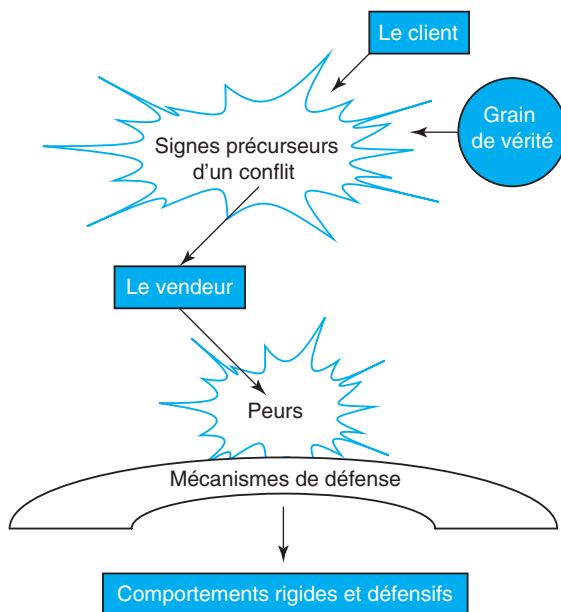 Le client
Grain
de vérité
Signes précurseurs
d'un conflit
Le vendeur
Peurs
Mécanismes de défense
Comportements rigides et défensifs